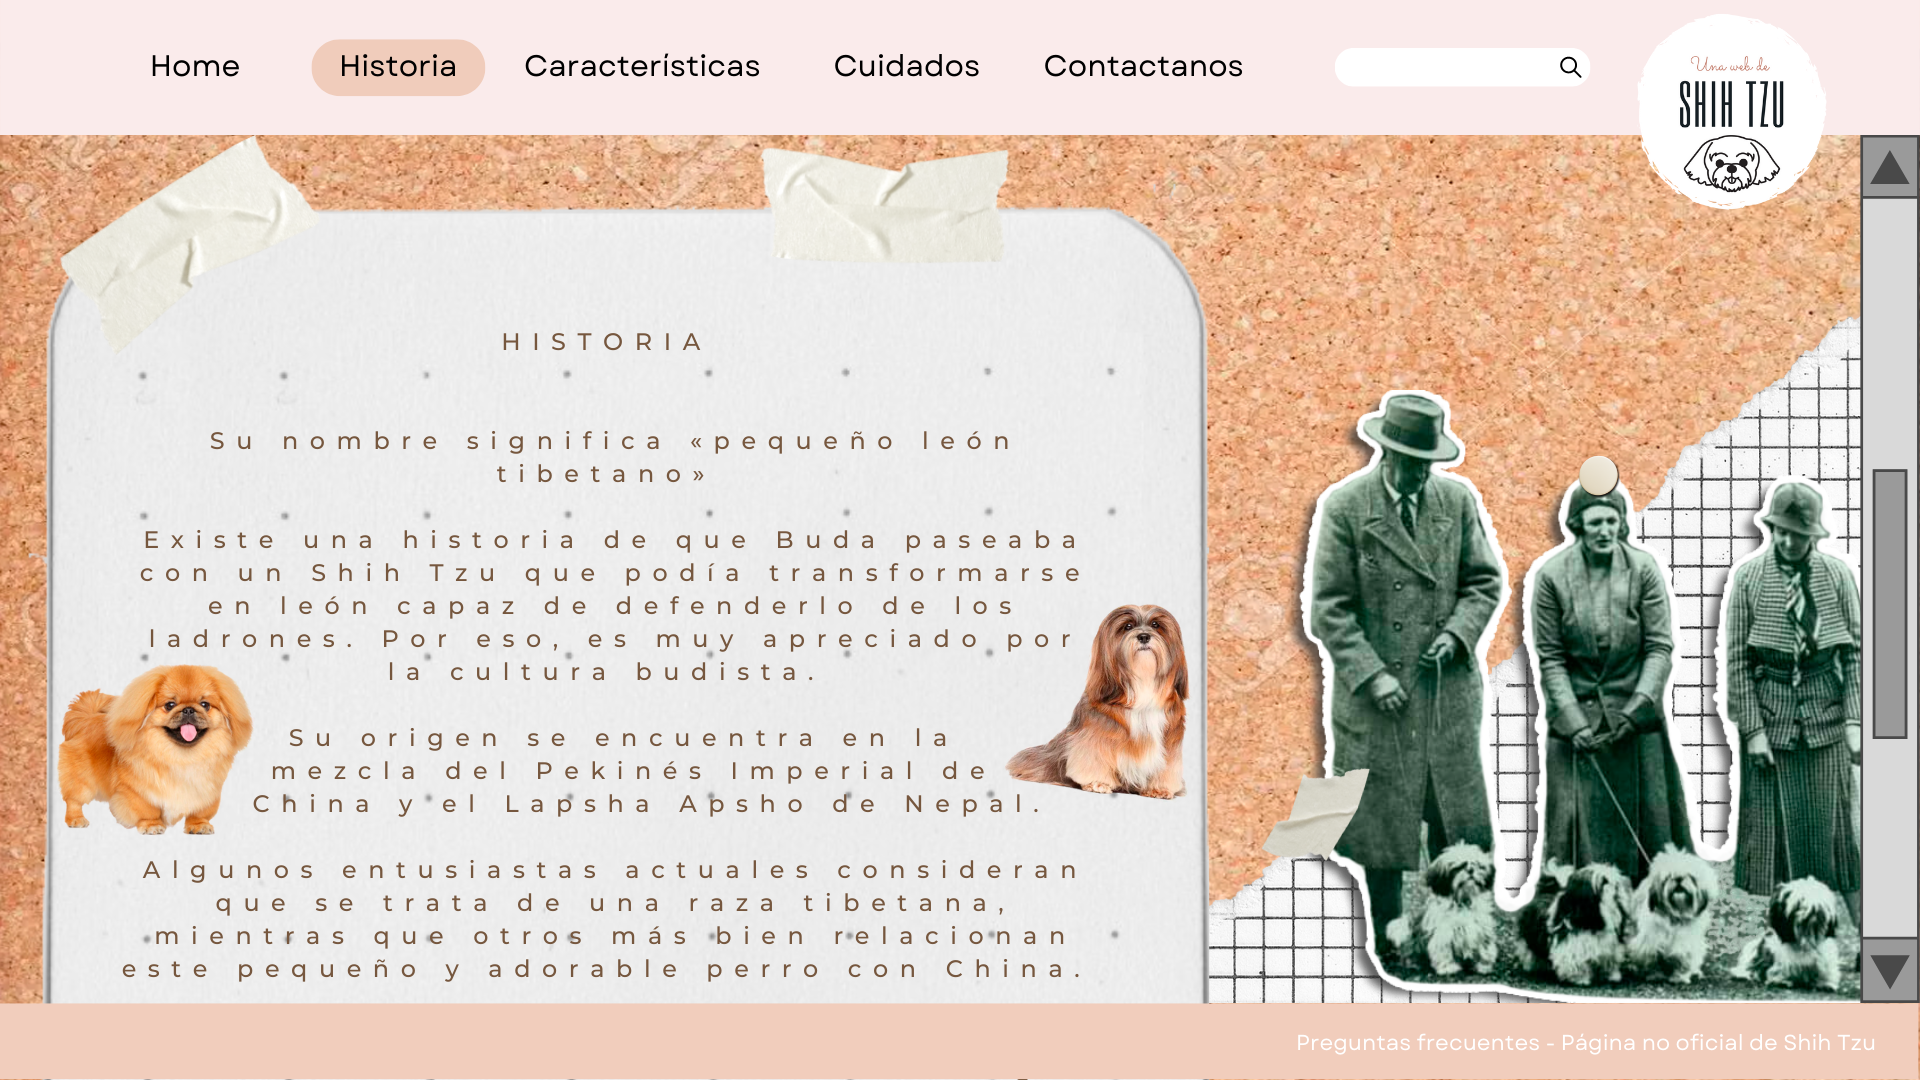 Home
Historia
Características
Cuidados
Contactanos
Una web de
SHIH TZU
HISTORIA
Su nombre significa «pequeño león
tibetano»
Existe una historia de que Buda paseaba
con un Shih Tzu que podía transformarse
en león capaz de defenderlo de los
ladrones. Por eso, es muy apreciado por
la cultura budista.
Su origen se encuentra en la
mezcla del Pekinés Imperial de
China y el Lapsha Apsho de Nepal.
Algunos entusiastas actuales consideran
que se trata de una raza tibetana,
mientras que otros más bien relacionan
este pequeño y adorable perro con China.
Preguntas frecuentes - Página no oficial de Shih Tzu